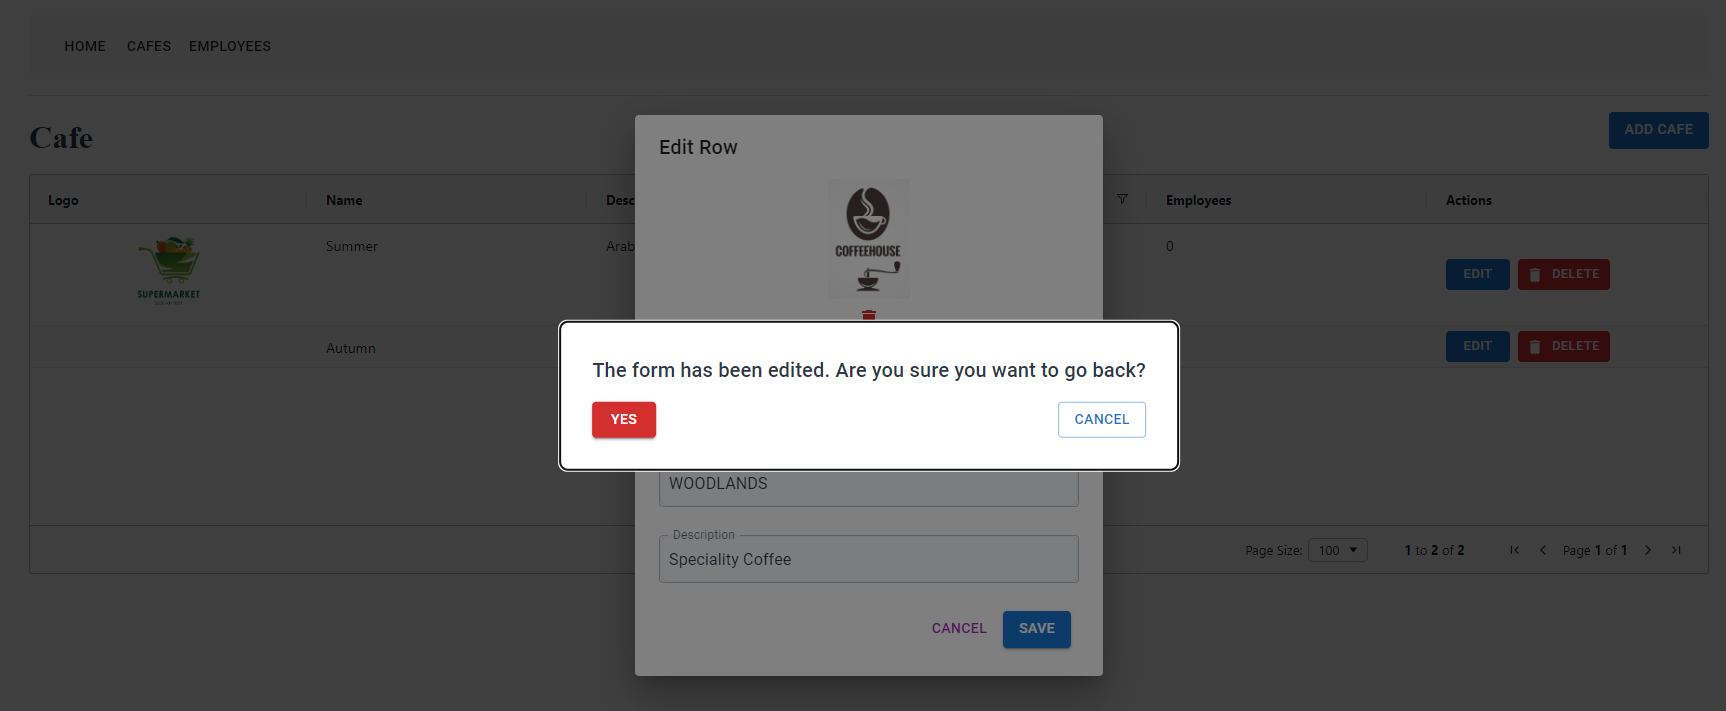 HOME CAFES EMPLOYEES
Cafe
ADD CAFE
Edit Row
Logo Name Desc Employees Actions
COFFEEHOUSE
Summer Arab 0
SUPERMARKET
EDIT DELETE
Autumn
EDIT DELETE
The form has been edited. Are you sure you want to go back?
YES CANCEL
WOODLANDS
Description
Speciality Coffee
Page Size: 100 1 to 2 of 2 Page 1 of 1
CANCEL SAVE